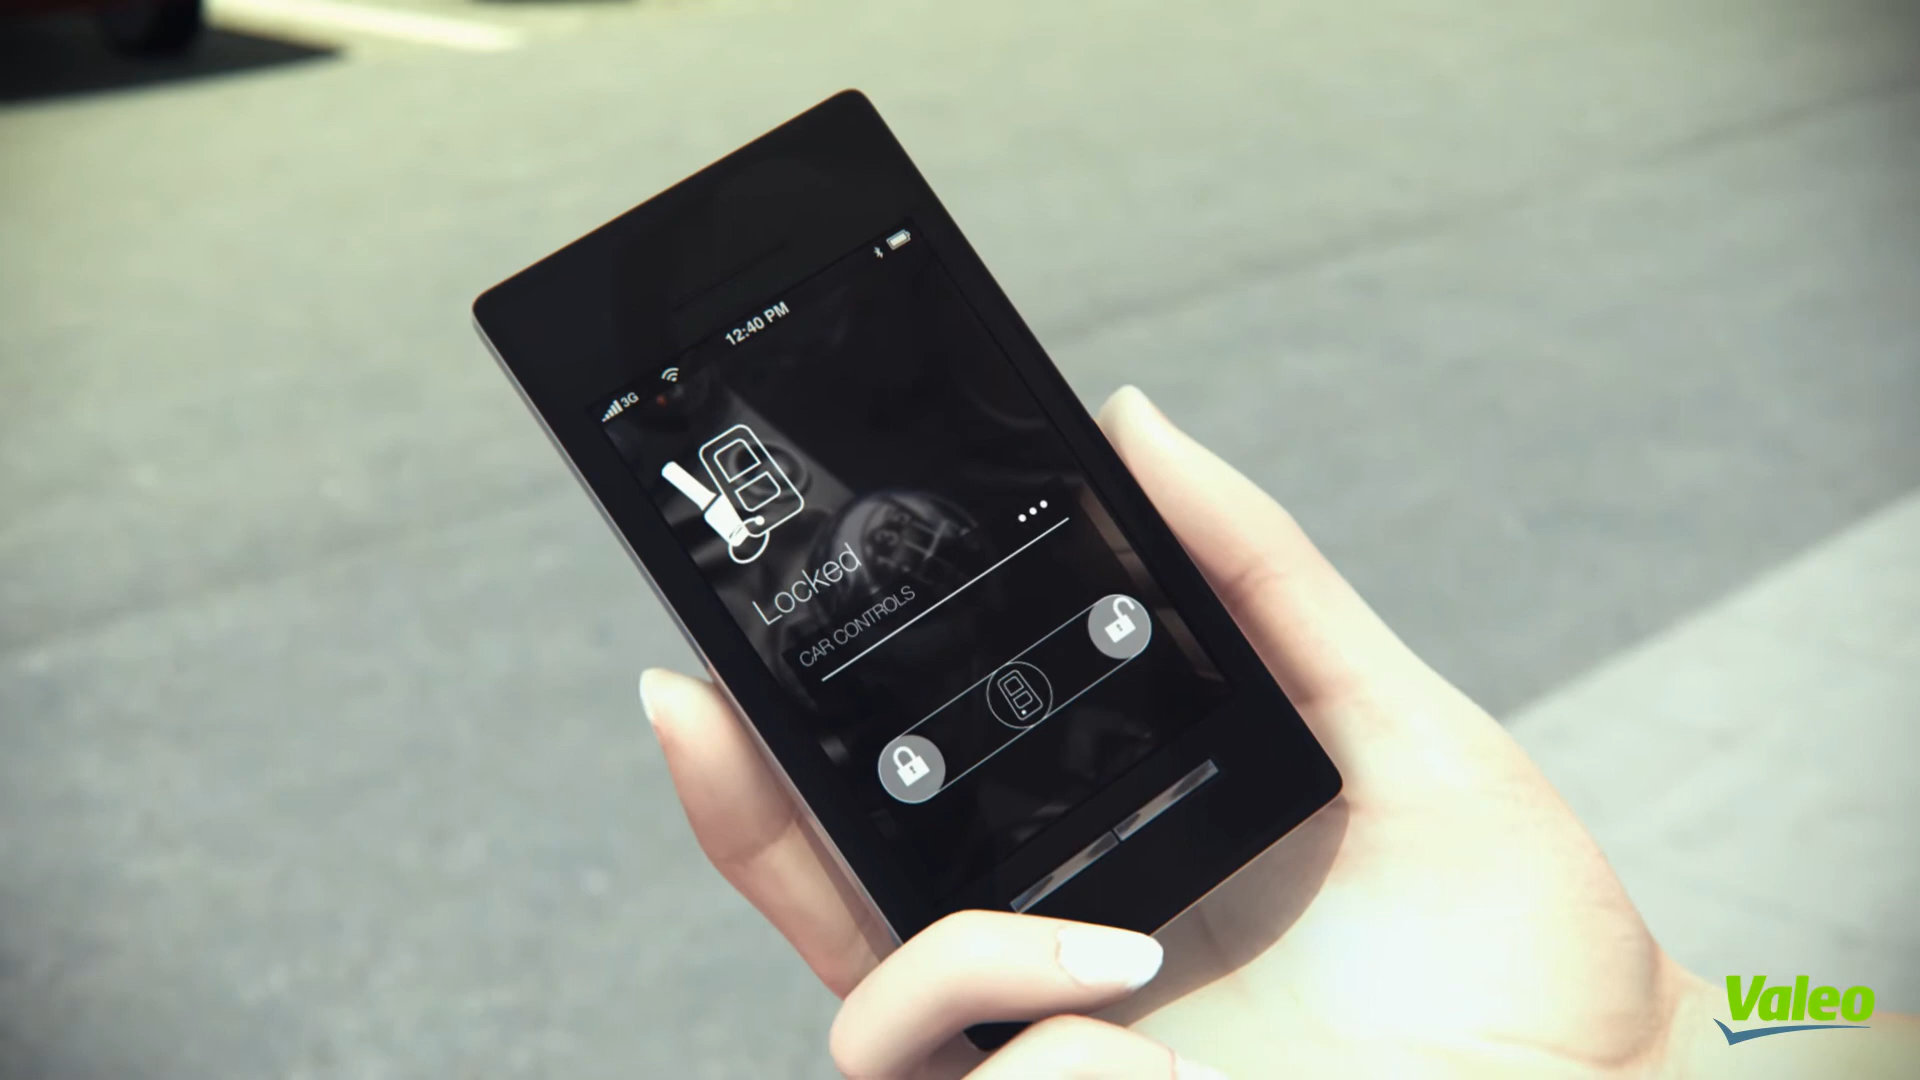 3G
12:40 PM
Locked
CAR CONTROLS
Valeo